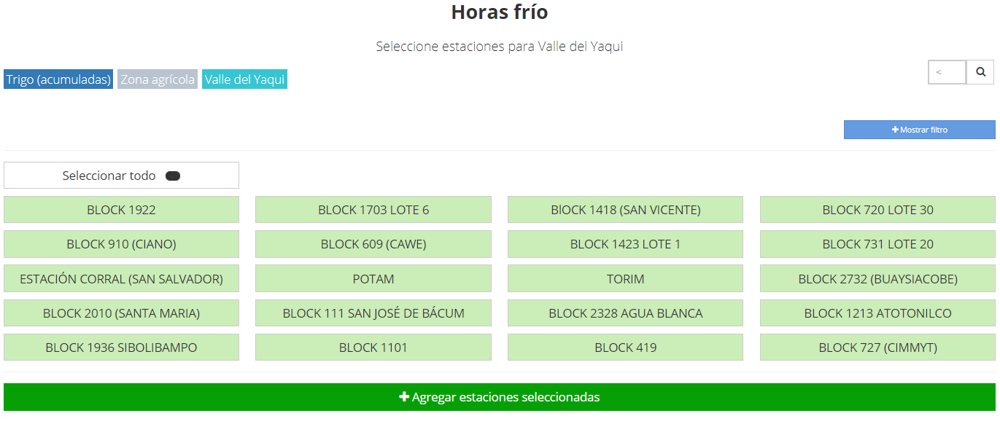 Horas frío
Seleccione estaciones para Valle del Yaqui
Trigo (acumuladas) Zona agrícola Valle del Yaqui
<
Mostrar filtro
Seleccionar todo
BLOCK 1922 BLOCK 1703 LOTE 6 BlOCK 1418 (SAN VICENTE) BLOCK 720 LOTE 30
BLOCK 910 (CIANO) BLOCK 609 (CAWE) BLOCK 1423 LOTE 1 BLOCK 731 LOTE 20
ESTACIÓN CORRAL (SAN SALVADOR) POTAM TORIM BLOCK 2732 (BUAYSIACOBE)
BLOCK 2010 (SANTA MARIA) BLOCK 111 SAN JOSÉ DE BÁCUM BLOCK 2328 AGUA BLANCA BLOCK 1213 ATOTONILCO
BLOCK 1936 SIBOLIBAMPO BLOCK 1101 BLOCK 419 BLOCK 727 (CIMMYT)
Agregar estaciones seleccionadas